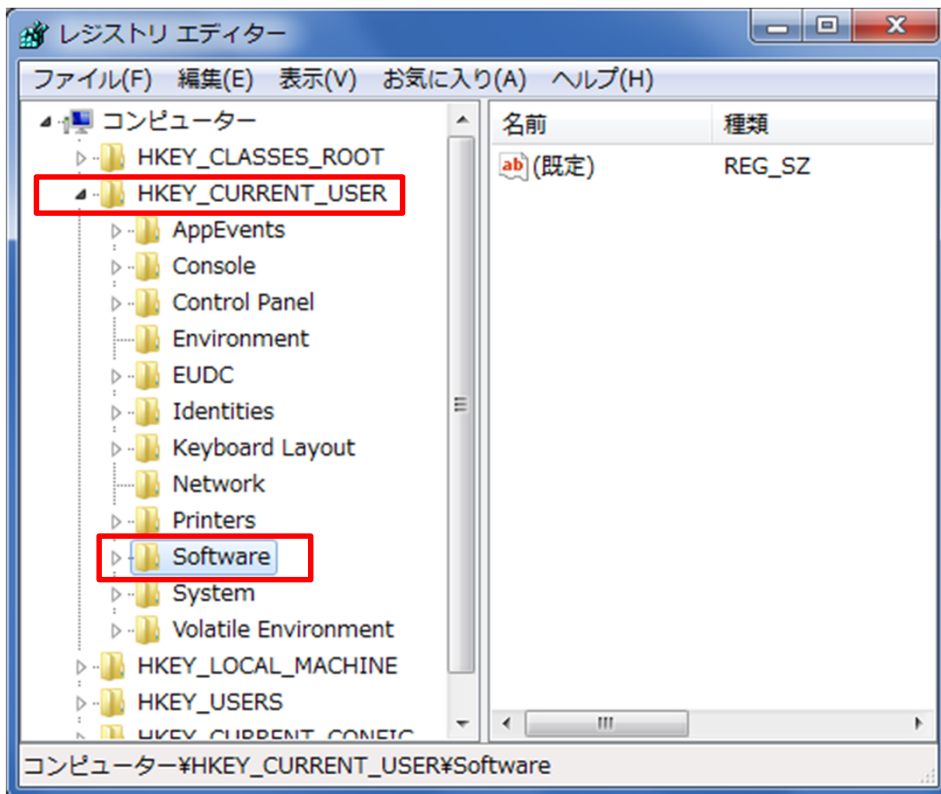 レジストリ エディター
ファイル(F) 編集(E) 表示(V) お気に入り(A) ヘルプ(H)
コンピューター
HKEY_CLASSES_ROOT
HKEY_CURRENT_USER
AppEvents
Console
Control Panel
Environment
EUDC
Identities
Keyboard Layout
Network
Printers
Software
System
Volatile Environment
HKEY_LOCAL_MACHINE
HKEY_USERS
HKEY_CURRENT_CONFIG
名前 種類
ab (既定) REG_SZ
コンピューター¥HKEY_CURRENT_USER¥Software